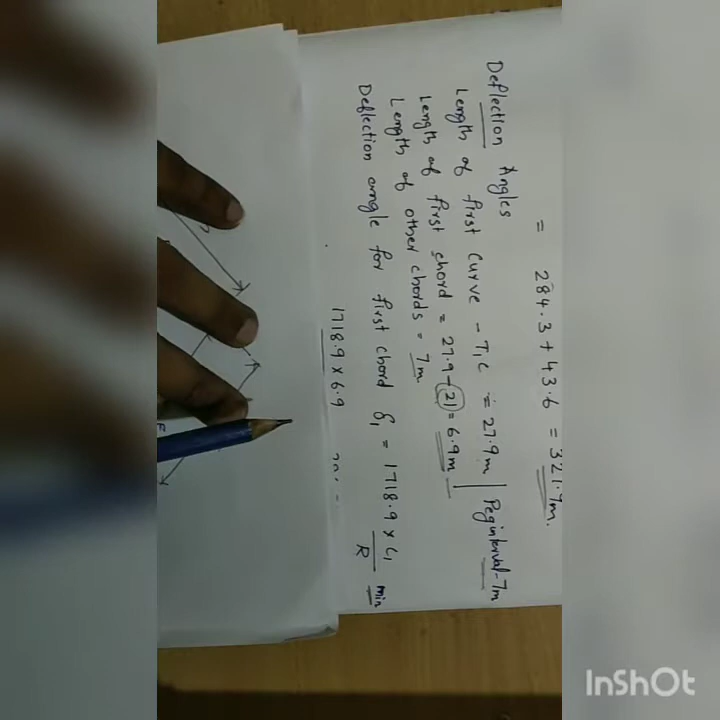 = 284.3 + 43.6 = 321.9m.
Deflection Angles
Length of first curve - T₁C = 27.9m | Peg interval - 7m
Length of first chord = 27.9 - 21 = 6.9m
Length of other chords = 7m
Deflection angle for first chord δ₁ = 1718.9 × C₁ / R min
1718.9 × 6.9
InShOt